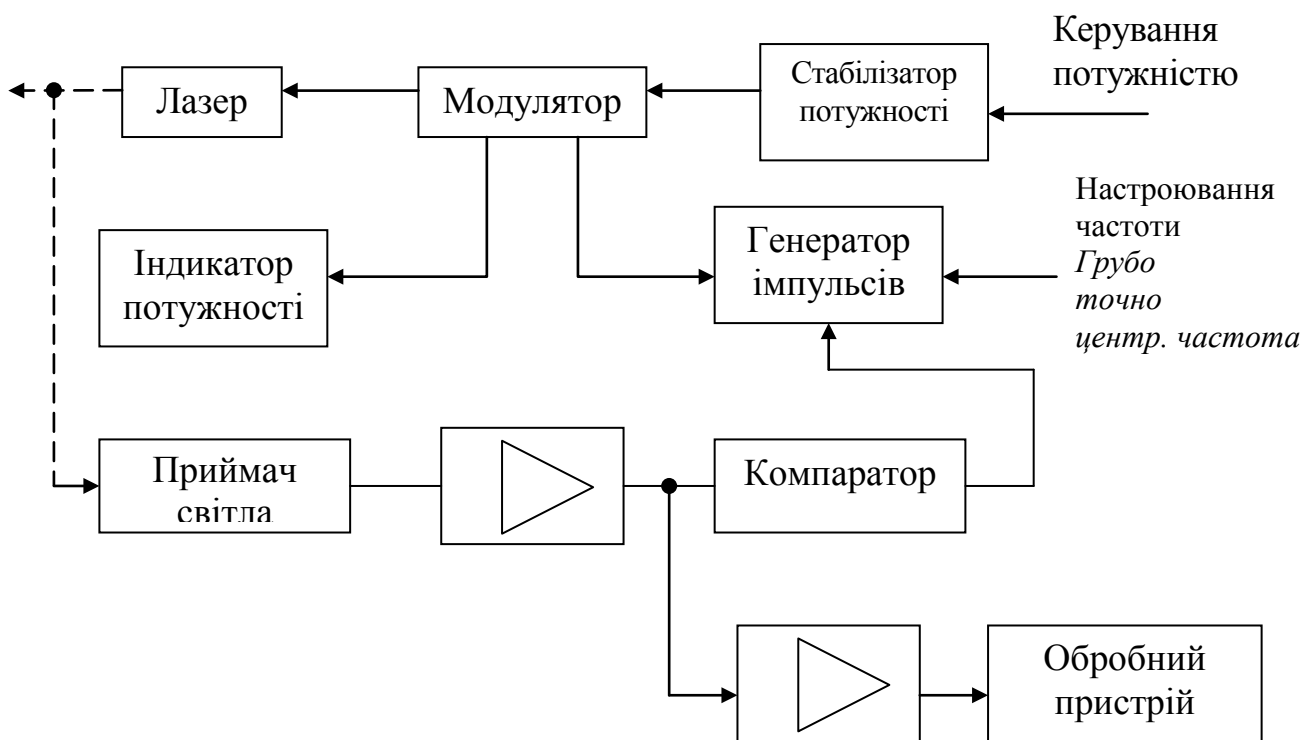 Керування
потужністю
Стабілізатор
потужності
Модулятор
Лазер
Настроювання
частоти
Грубо
точно
центр. частота
Генератор
імпульсів
Індикатор
потужності
Приймач
світла
Компаратор
Обробний
пристрій